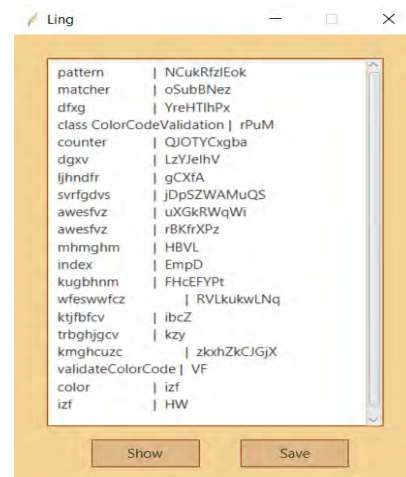 Ling
pattern | NCukRfzlEok
matcher | oSubBNez
dfxg | YreHTlhPx
class ColorCodeValidation | rPuM
counter | QJOTYCxgba
dgxv | LzYJelhV
ljhndfr | gCXfA
svrfgdvs | jDpSZWAMuQS
awesfvz | uXGkRWqWi
awesfvz | rBKfrXPz
mhmghm | HBVL
index | EmpD
kugbhnm | FHcEFYPt
wfeswwfcz | RVLkukwLNq
ktjfbfcv | ibcZ
trbghjgcv | kzy
kmghcuzc | zkxhZkCJGjX
validateColorCode | VF
color | izf
izf | HW
Show Save